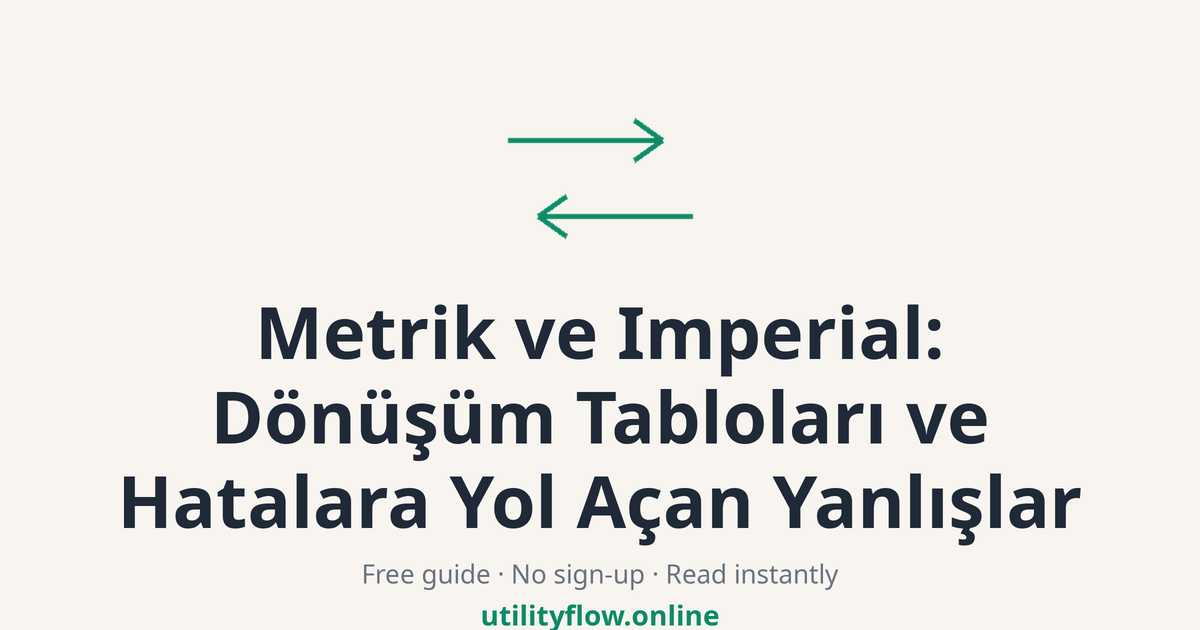 Metrik ve Imperial:
Dönüşüm Tabloları ve
Hatalara Yol Açan Yanlışlar
Free guide · No sign-up · Read instantly
utilityflow.online